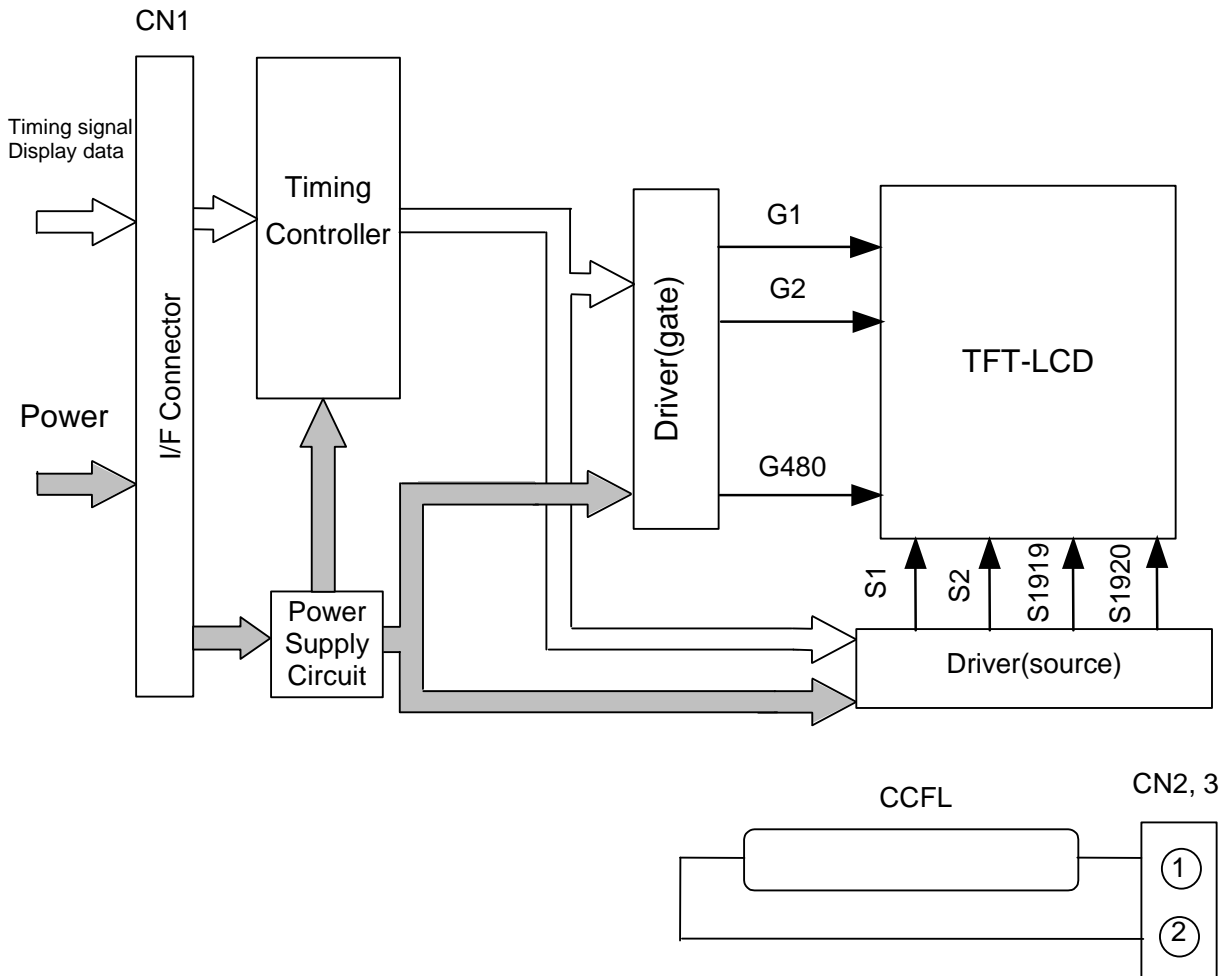 CN1
Timing signal
Display data
Power
I/F Connector
Timing
Controller
Power
Supply
Circuit
Driver(gate)
G1
G2
G480
TFT-LCD
S1
S2
S1919
S1920
Driver(source)
CCFL
CN2, 3
1
2